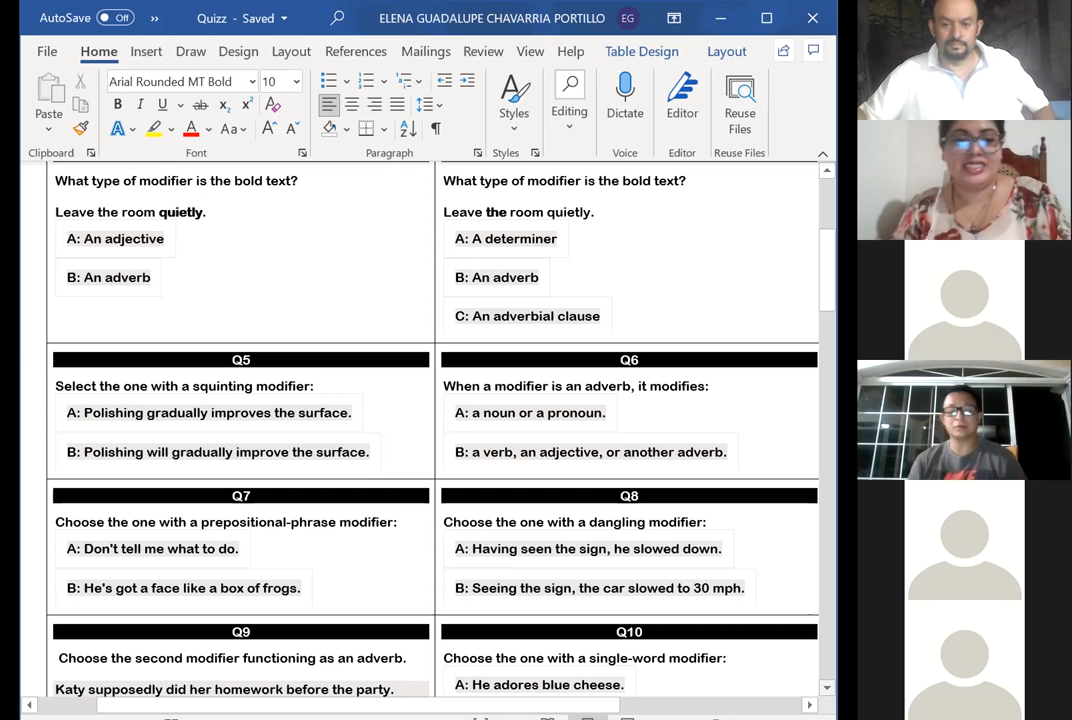 AutoSave Off Quizz - Saved ELENA GUADALUPE CHAVARRIA PORTILLO EG
File Home Insert Draw Design Layout References Mailings Review View Help Table Design Layout
Arial Rounded MT Bold 10
Paste Styles Editing Dictate Editor Reuse Files
Clipboard Font Paragraph Styles Voice Editor Reuse Files
What type of modifier is the bold text?
Leave the room quietly.
A: An adjective
B: An adverb
What type of modifier is the bold text?
Leave the room quietly.
A: A determiner
B: An adverb
C: An adverbial clause
Q5
Select the one with a squinting modifier:
A: Polishing gradually improves the surface.
B: Polishing will gradually improve the surface.
Q6
When a modifier is an adverb, it modifies:
A: a noun or a pronoun.
B: a verb, an adjective, or another adverb.
Q7
Choose the one with a prepositional-phrase modifier:
A: Don't tell me what to do.
B: He's got a face like a box of frogs.
Q8
Choose the one with a dangling modifier:
A: Having seen the sign, he slowed down.
B: Seeing the sign, the car slowed to 30 mph.
Q9
Choose the second modifier functioning as an adverb.
Katy supposedly did her homework before the party.
Q10
Choose the one with a single-word modifier:
A: He adores blue cheese.